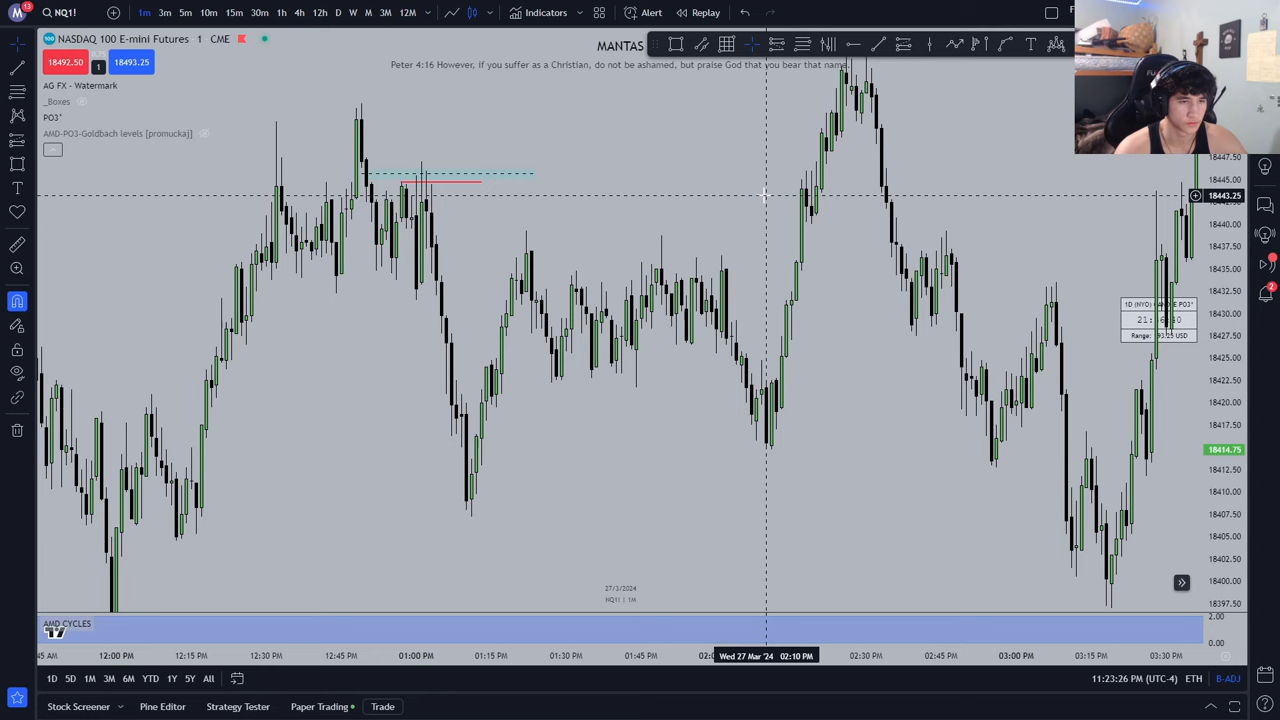 M
13
NQ1!
1m 3m 5m 10m 15m 30m 1h 4h 12h D W M 3M 12M
Indicators
Alert
Replay
100
NASDAQ 100 E-mini Futures · 1 · CME
18492.50
0.25
1
18493.25
MANTAS
Peter 4:16 However, if you suffer as a Christian, do not be ashamed, but praise God that you bear that name.
AG FX - Watermark
_Boxes
PO3*
AMD-PO3-Goldbach levels [promuckaj]
18447.50
18445.00
18443.25
18440.00
18437.50
18435.00
18432.50
18430.00
18427.50
18425.00
18422.50
18420.00
18417.50
18414.75
18412.50
18410.00
18407.50
18405.00
18402.50
18400.00
18397.50
2
27/3/2024
NQ1! | 1M
AMD CYCLES
2.00
0.00
:45 AM 12:00 PM 12:15 PM 12:30 PM 12:45 PM 01:00 PM 01:15 PM 01:30 PM 01:45 PM Wed 27 Mar '24 02:10 PM 02:30 PM 02:45 PM 03:00 PM 03:15 PM 03:30 PM
1D 5D 1M 3M 6M YTD 1Y 5Y All
11:23:26 PM (UTC-4) ETH B-ADJ
Stock Screener Pine Editor Strategy Tester Paper Trading Trade